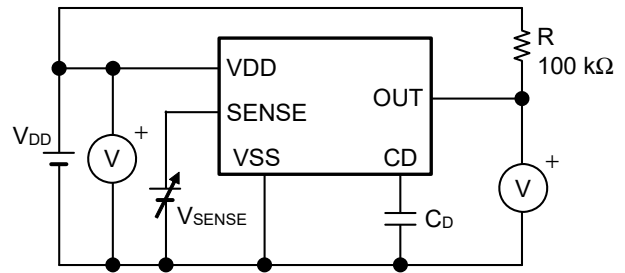 R
100 kΩ
VDD
OUT
SENSE
VDD
V
+
VSS
CD
V
+
VSENSE
CD